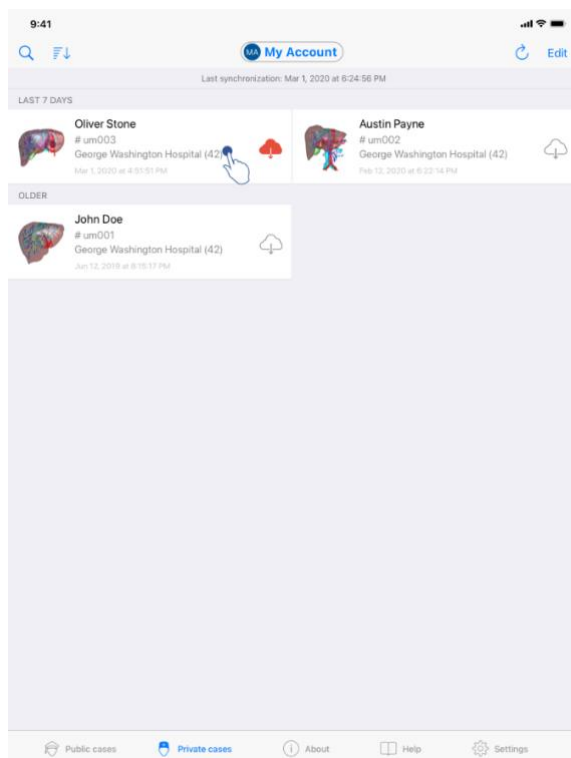 9:41
MA My Account
Edit
Last synchronization: Mar 1, 2020 at 6:24:56 PM
LAST 7 DAYS
Oliver Stone
# um003
George Washington Hospital (42)
Mar 1, 2020 at 4:51:51 PM
Austin Payne
# um002
George Washington Hospital (42)
Feb 12, 2020 at 6:23:14 PM
OLDER
John Doe
# um001
George Washington Hospital (42)
Jun 12, 2019 at 6:15:17 PM
Public cases
Private cases
About
Help
Settings